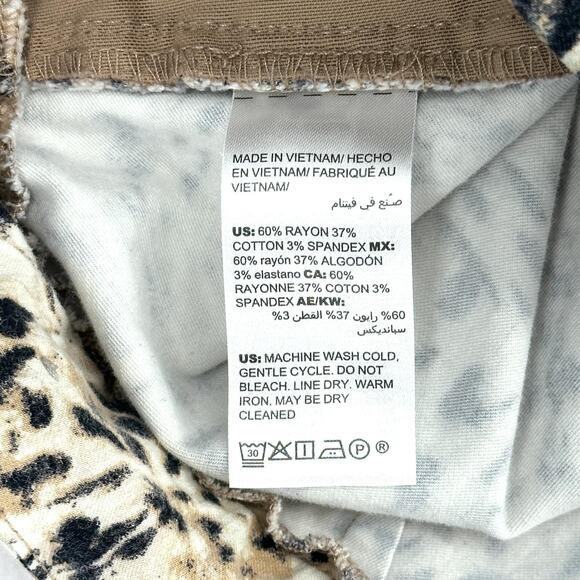 MADE IN VIETNAM/ HECHO
EN VIETNAM/ FABRIQUÉ AU
VIETNAM/
صُنع في فيتنام
US: 60% RAYON 37%
COTTON 3% SPANDEX MX:
60% rayón 37% ALGODÓN
3% elastano CA: 60%
RAYONNE 37% COTON 3%
SPANDEX AE/KW:
60% رايون 37% القطن 3%
سبانديكس
US: MACHINE WASH COLD,
GENTLE CYCLE. DO NOT
BLEACH. LINE DRY. WARM
IRON. MAY BE DRY
CLEANED
30 P ®